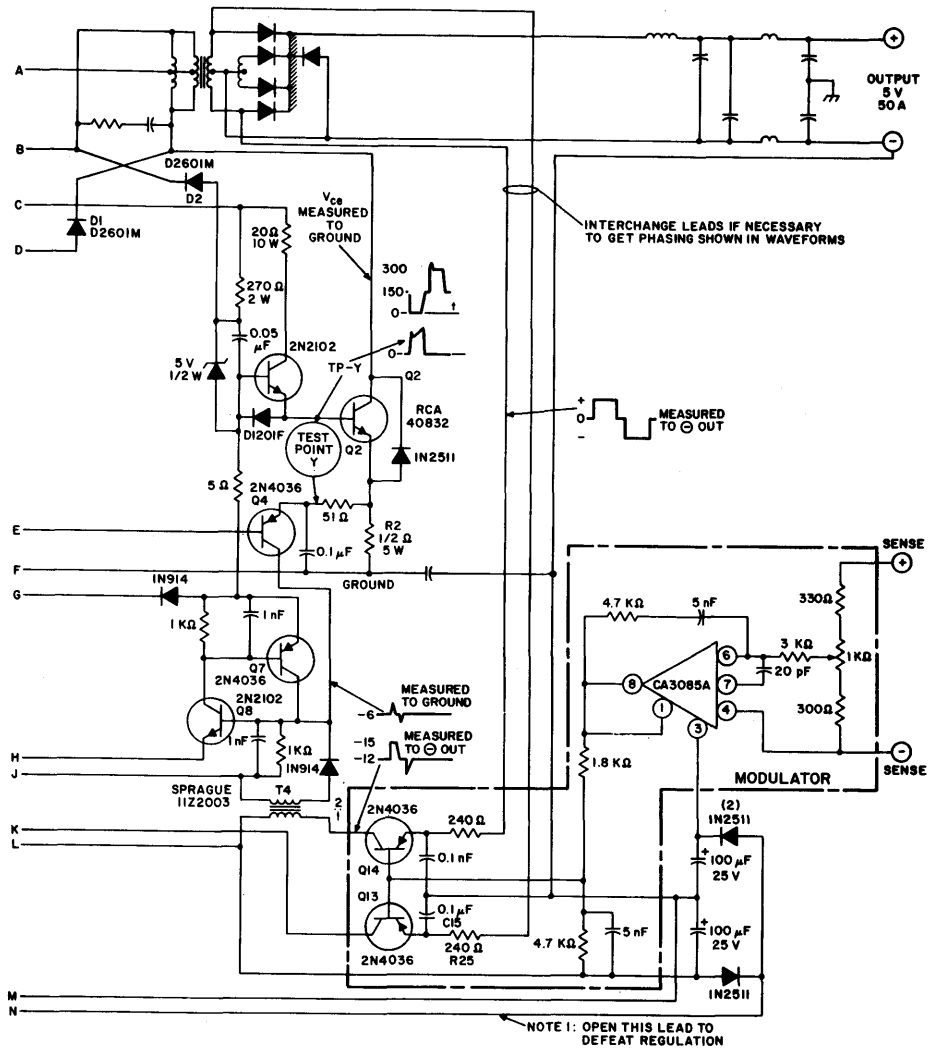 A
B
C
D
E
F
G
H
J
K
L
M
N
D2601M
D2
D1
D2601M
Vce
MEASURED
TO
GROUND
20Ω
10 W
270 Ω
2 W
0.05
μF
2N2102
5 V
1/2 W
300
150
0
t
0
TP-Y
Q2
D1201F
TEST
POINT
Y
Q2
RCA
40832
1N2511
5 Ω
2N4036
Q4
51Ω
0.1 μF
R2
1/2 Ω
5 W
GROUND
OUTPUT
5 V
50 A
+
−
INTERCHANGE LEADS IF NECESSARY
TO GET PHASING SHOWN IN WAVEFORMS
+
0
−
MEASURED
TO ⊖ OUT
1N914
1 KΩ
1 nF
Q7
2N4036
2N2102
Q8
1 nF
1KΩ
1N914
MEASURED
TO GROUND
-6
MEASURED
TO ⊖ OUT
-15
-12
SPRAGUE
11Z2003
T4
2
1
2N4036
Q14
240 Ω
0.1 nF
Q13
0.1 μF
C15
240 Ω
R25
2N4036
4.7 KΩ
5 nF
4.7 KΩ
5 nF
6
3 KΩ
20 pF
7
8
CA3085A
1
4
3
1.8 KΩ
330Ω
1KΩ
300Ω
SENSE
+
−
SENSE
MODULATOR
(2)
1N2511
+
100 μF
25 V
+
100 μF
25 V
1N2511
NOTE 1: OPEN THIS LEAD TO
DEFEAT REGULATION